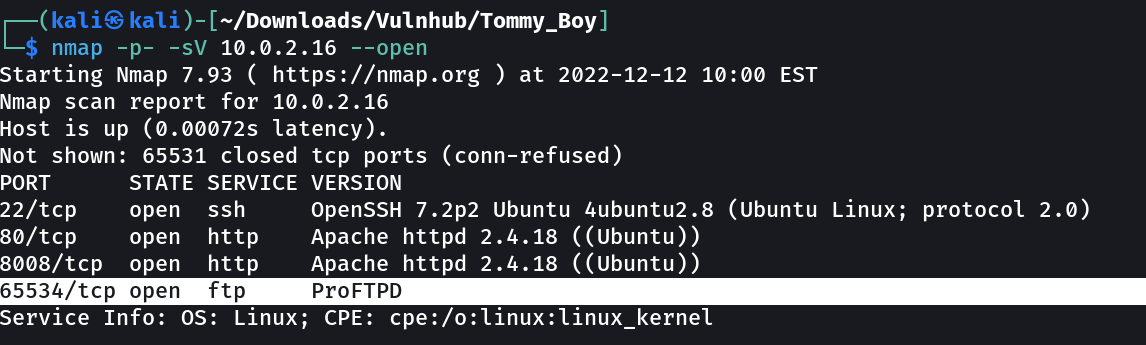 ┌──(kali㉿kali)-[~/Downloads/Vulnhub/Tommy_Boy]
└─$ nmap -p- -sV 10.0.2.16 --open
Starting Nmap 7.93 ( https://nmap.org ) at 2022-12-12 10:00 EST
Nmap scan report for 10.0.2.16
Host is up (0.00072s latency).
Not shown: 65531 closed tcp ports (conn-refused)
PORT      STATE SERVICE VERSION
22/tcp    open  ssh     OpenSSH 7.2p2 Ubuntu 4ubuntu2.8 (Ubuntu Linux; protocol 2.0)
80/tcp    open  http    Apache httpd 2.4.18 ((Ubuntu))
8008/tcp  open  http    Apache httpd 2.4.18 ((Ubuntu))
65534/tcp open  ftp     ProFTPD
Service Info: OS: Linux; CPE: cpe:/o:linux:linux_kernel